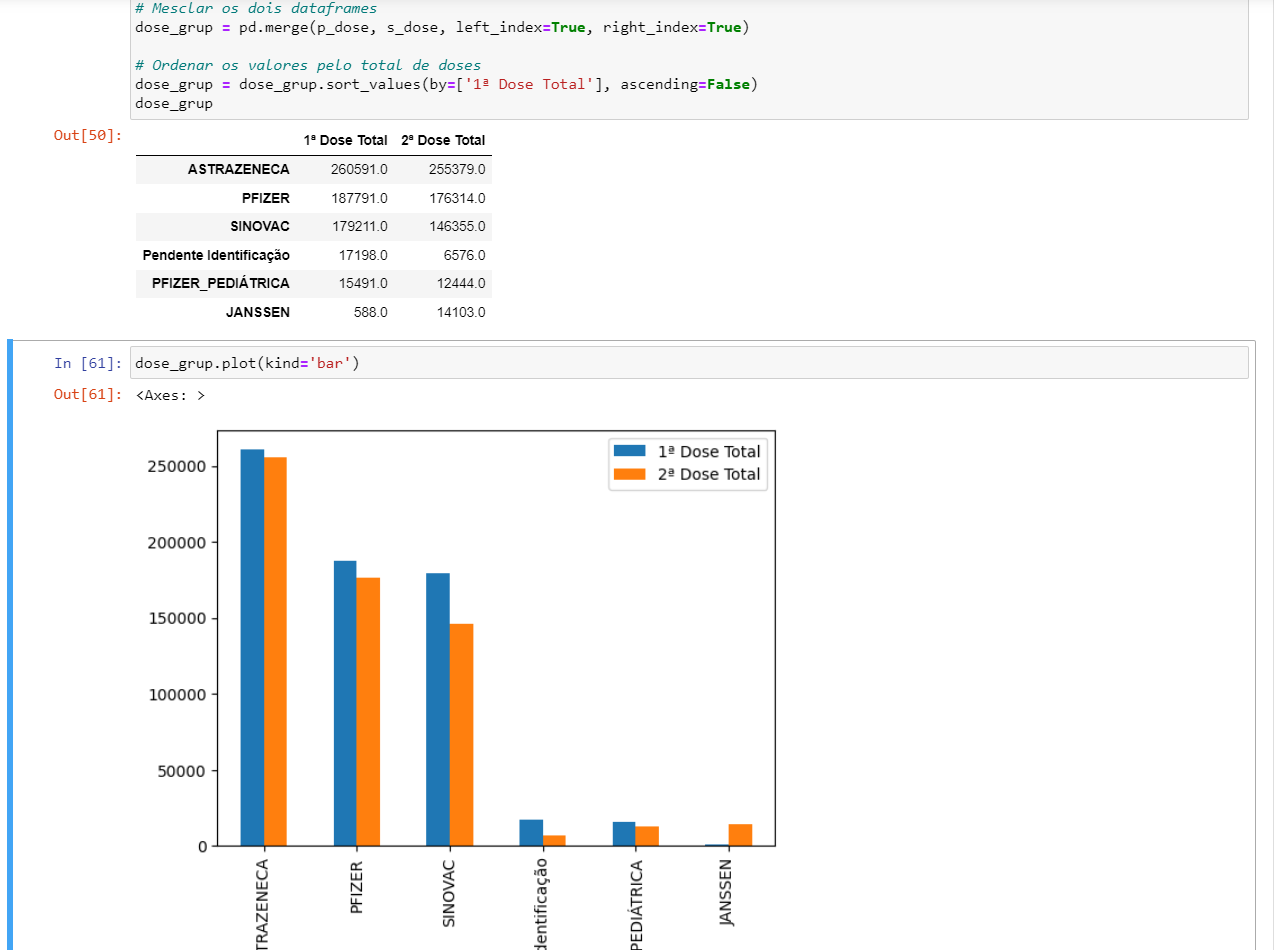 # Mesclar os dois dataframes
dose_grup = pd.merge(p_dose, s_dose, left_index=True, right_index=True)
# Ordenar os valores pelo total de doses
dose_grup = dose_grup.sort_values(by=['1ª Dose Total'], ascending=False)
dose_grup
Out[50]:
1ª Dose Total 2ª Dose Total
ASTRAZENECA 260591.0 255379.0
PFIZER 187791.0 176314.0
SINOVAC 179211.0 146355.0
Pendente Identificação 17198.0 6576.0
PFIZER_PEDIÁTRICA 15491.0 12444.0
JANSSEN 588.0 14103.0
In [61]: dose_grup.plot(kind='bar')
Out[61]: <Axes: >
1ª Dose Total
2ª Dose Total
250000
200000
150000
100000
50000
0
TRAZENECA
PFIZER
SINOVAC
dentificação
PEDIÁTRICA
JANSSEN